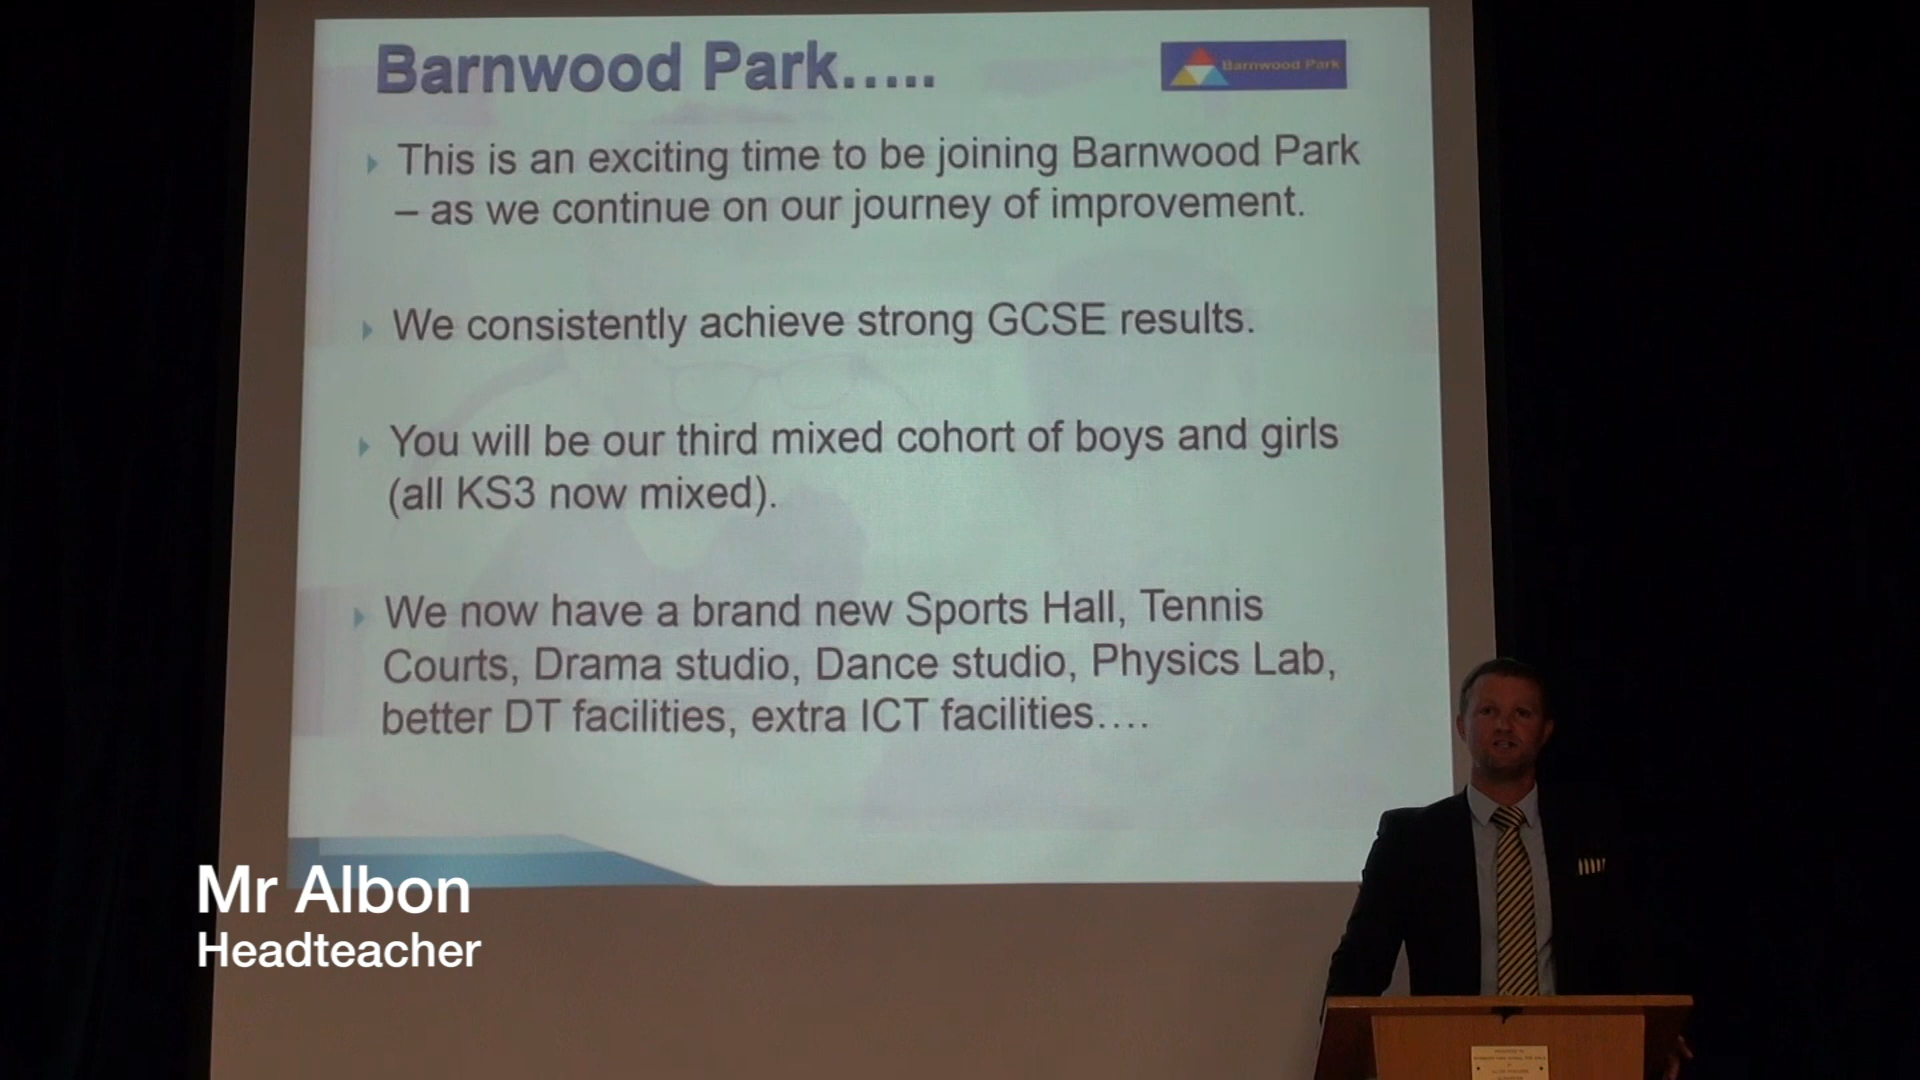 Barnwood Park.....
Barnwood Park
This is an exciting time to be joining Barnwood Park
– as we continue on our journey of improvement.
We consistently achieve strong GCSE results.
You will be our third mixed cohort of boys and girls
(all KS3 now mixed).
We now have a brand new Sports Hall, Tennis
Courts, Drama studio, Dance studio, Physics Lab,
better DT facilities, extra ICT facilities....
Mr Albon
Headteacher